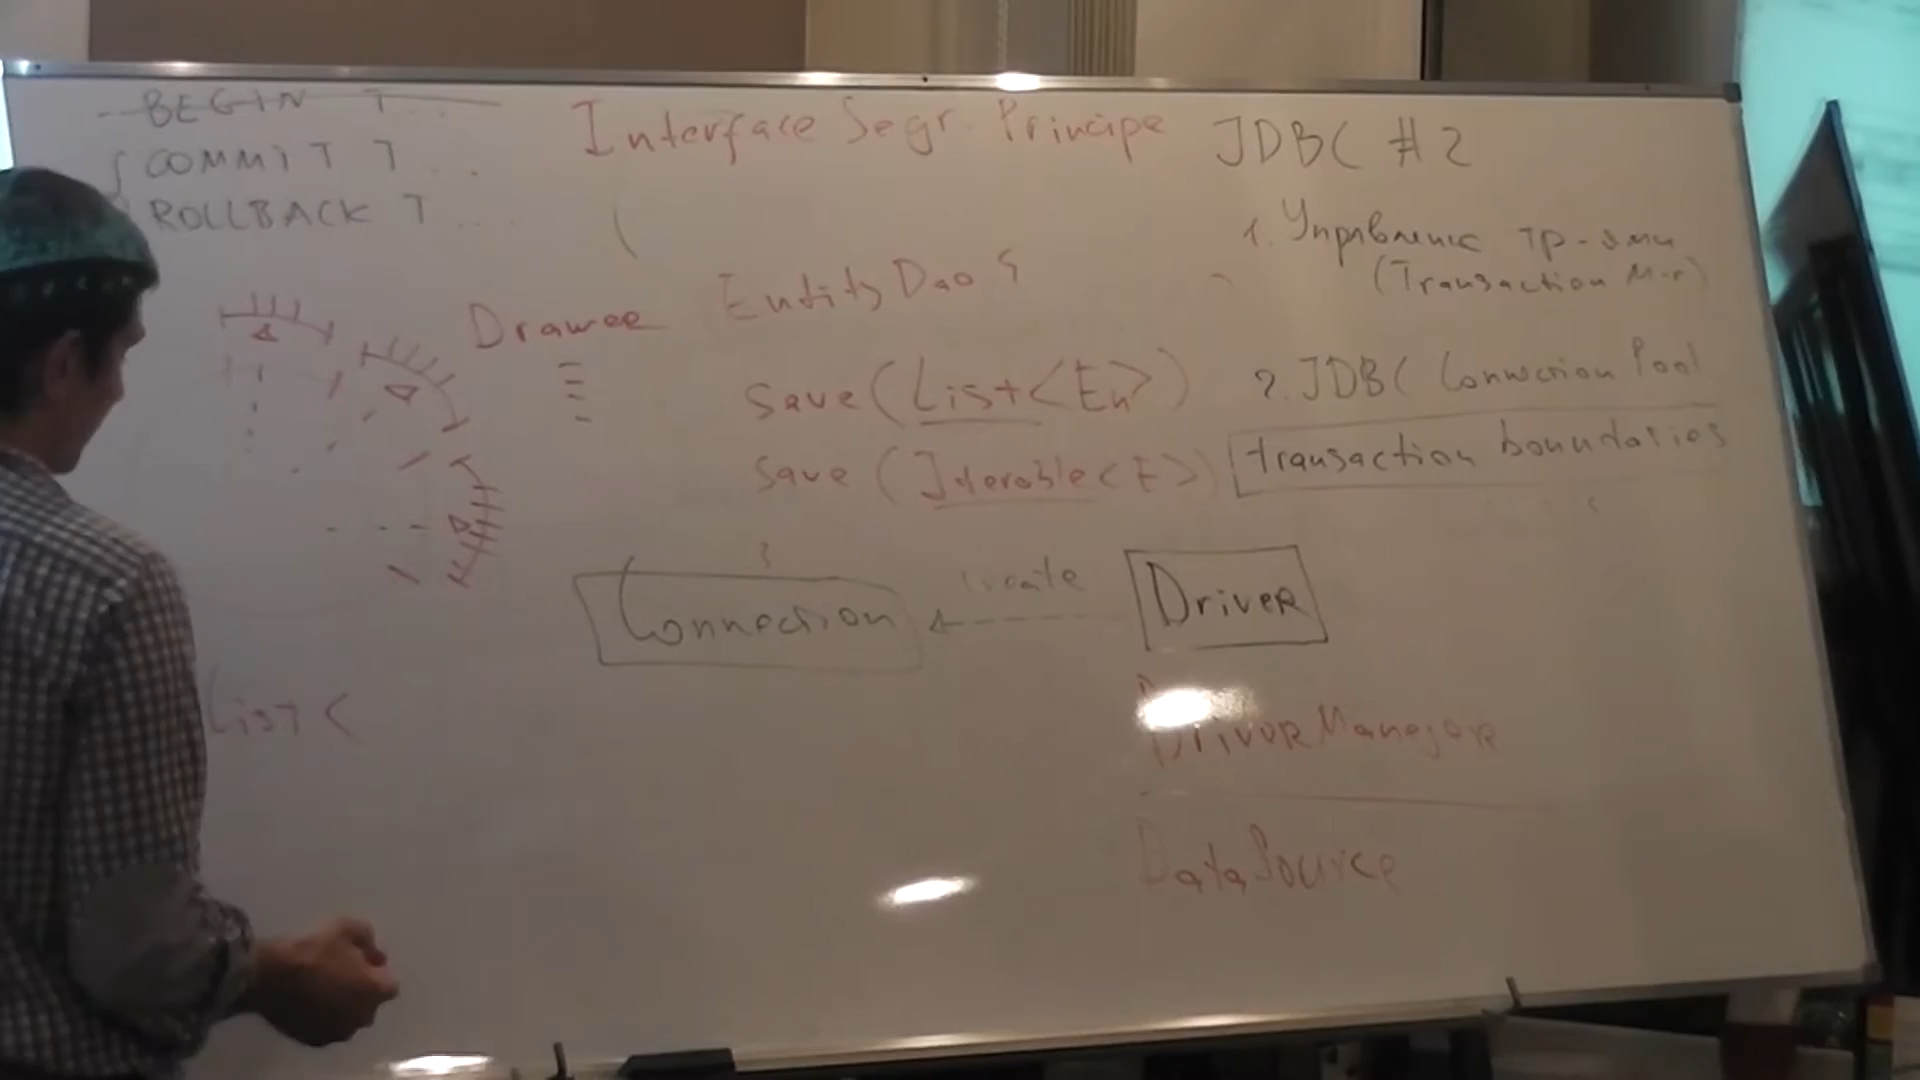 BEGIN T...
COMMIT T...
ROLLBACK T...
Interface Segr. Principe
JDBC #2
1. Управление тр-ями
(Transaction M-r)
Drawee
EntityDao {
save(List<En>)
save (Iterable<E>)
}
2. JDBC Connection Pool
transaction boundaries
Connection
create
Driver
List <
DriverManager
DataSource